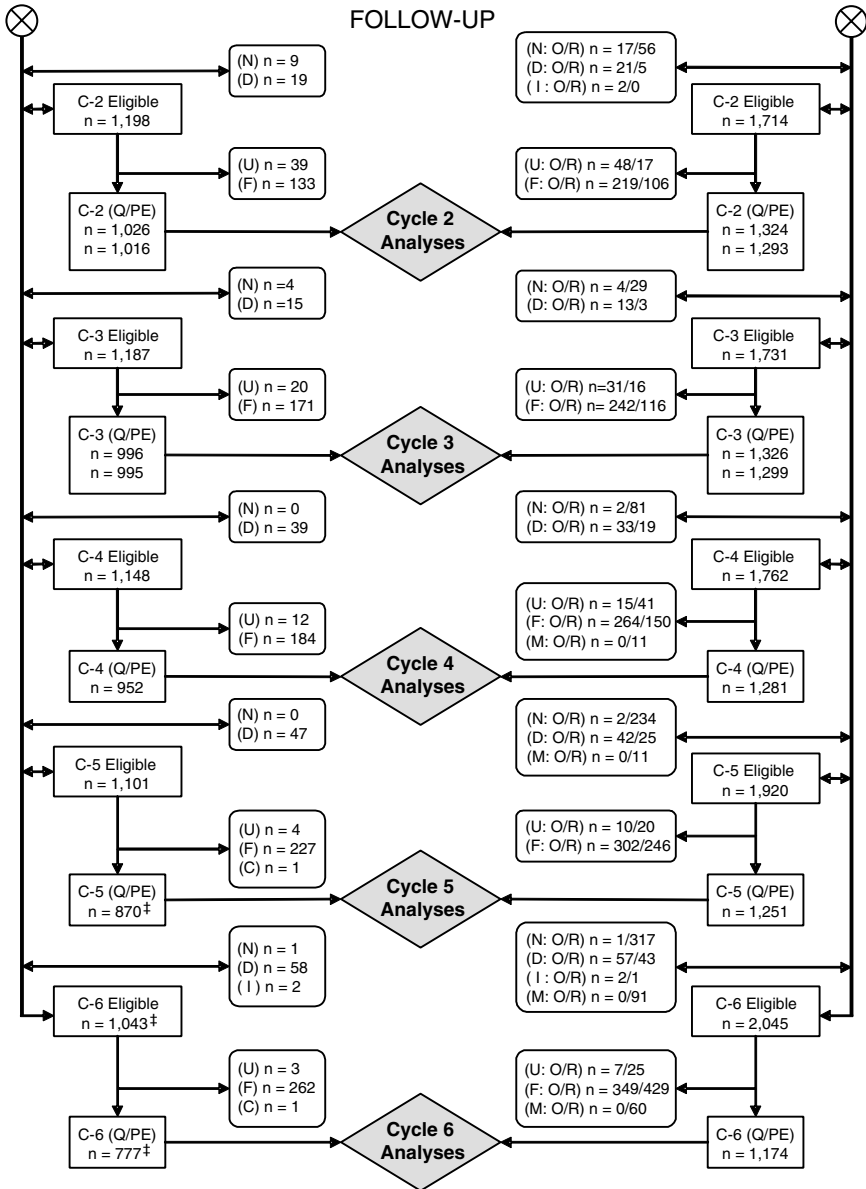 FOLLOW-UP
(N) n = 9
(D) n = 19
(N: O/R) n = 17/56
(D: O/R) n = 21/5
( I : O/R) n = 2/0
C-2 Eligible
n = 1,198
C-2 Eligible
n = 1,714
(U) n = 39
(F) n = 133
(U: O/R) n = 48/17
(F: O/R) n = 219/106
C-2 (Q/PE)
n = 1,026
n = 1,016
Cycle 2
Analyses
C-2 (Q/PE)
n = 1,324
n = 1,293
(N) n =4
(D) n =15
(N: O/R) n = 4/29
(D: O/R) n = 13/3
C-3 Eligible
n = 1,187
C-3 Eligible
n = 1,731
(U) n = 20
(F) n = 171
(U: O/R) n=31/16
(F: O/R) n= 242/116
C-3 (Q/PE)
n = 996
n = 995
Cycle 3
Analyses
C-3 (Q/PE)
n = 1,326
n = 1,299
(N) n = 0
(D) n = 39
(N: O/R) n = 2/81
(D: O/R) n = 33/19
C-4 Eligible
n = 1,148
C-4 Eligible
n = 1,762
(U) n = 12
(F) n = 184
(U: O/R) n = 15/41
(F: O/R) n = 264/150
(M: O/R) n = 0/11
C-4 (Q/PE)
n = 952
Cycle 4
Analyses
C-4 (Q/PE)
n = 1,281
(N) n = 0
(D) n = 47
(N: O/R) n = 2/234
(D: O/R) n = 42/25
(M: O/R) n = 0/11
C-5 Eligible
n = 1,101
C-5 Eligible
n = 1,920
(U) n = 4
(F) n = 227
(C) n = 1
(U: O/R) n = 10/20
(F: O/R) n = 302/246
C-5 (Q/PE)
n = 870‡
Cycle 5
Analyses
C-5 (Q/PE)
n = 1,251
(N) n = 1
(D) n = 58
( I ) n = 2
(N: O/R) n = 1/317
(D: O/R) n = 57/43
( I : O/R) n = 2/1
(M: O/R) n = 0/91
C-6 Eligible
n = 1,043‡
C-6 Eligible
n = 2,045
(U) n = 3
(F) n = 262
(C) n = 1
(U: O/R) n = 7/25
(F: O/R) n = 349/429
(M: O/R) n = 0/60
C-6 (Q/PE)
n = 777‡
Cycle 6
Analyses
C-6 (Q/PE)
n = 1,174